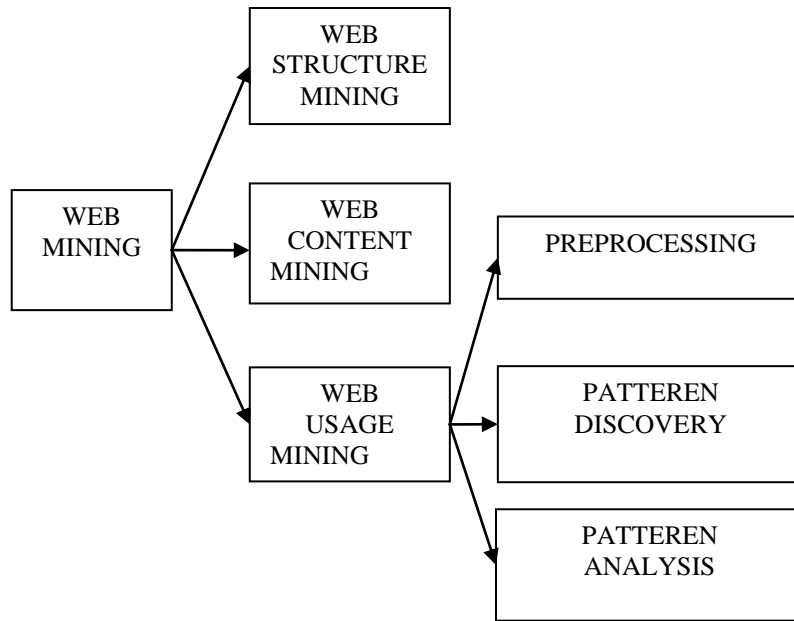 WEB
STRUCTURE
MINING
WEB
MINING
WEB
CONTENT
MINING
PREPROCESSING
WEB
USAGE
MINING
PATTEREN
DISCOVERY
PATTEREN
ANALYSIS